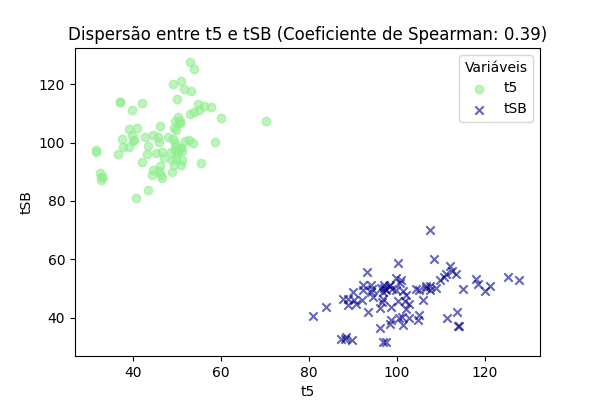 Dispersão entre t5 e tSB (Coeficiente de Spearman: 0.39)
Variáveis
t5
tSB
120
100
80
60
40
tSB
40 60 80 100 120
t5